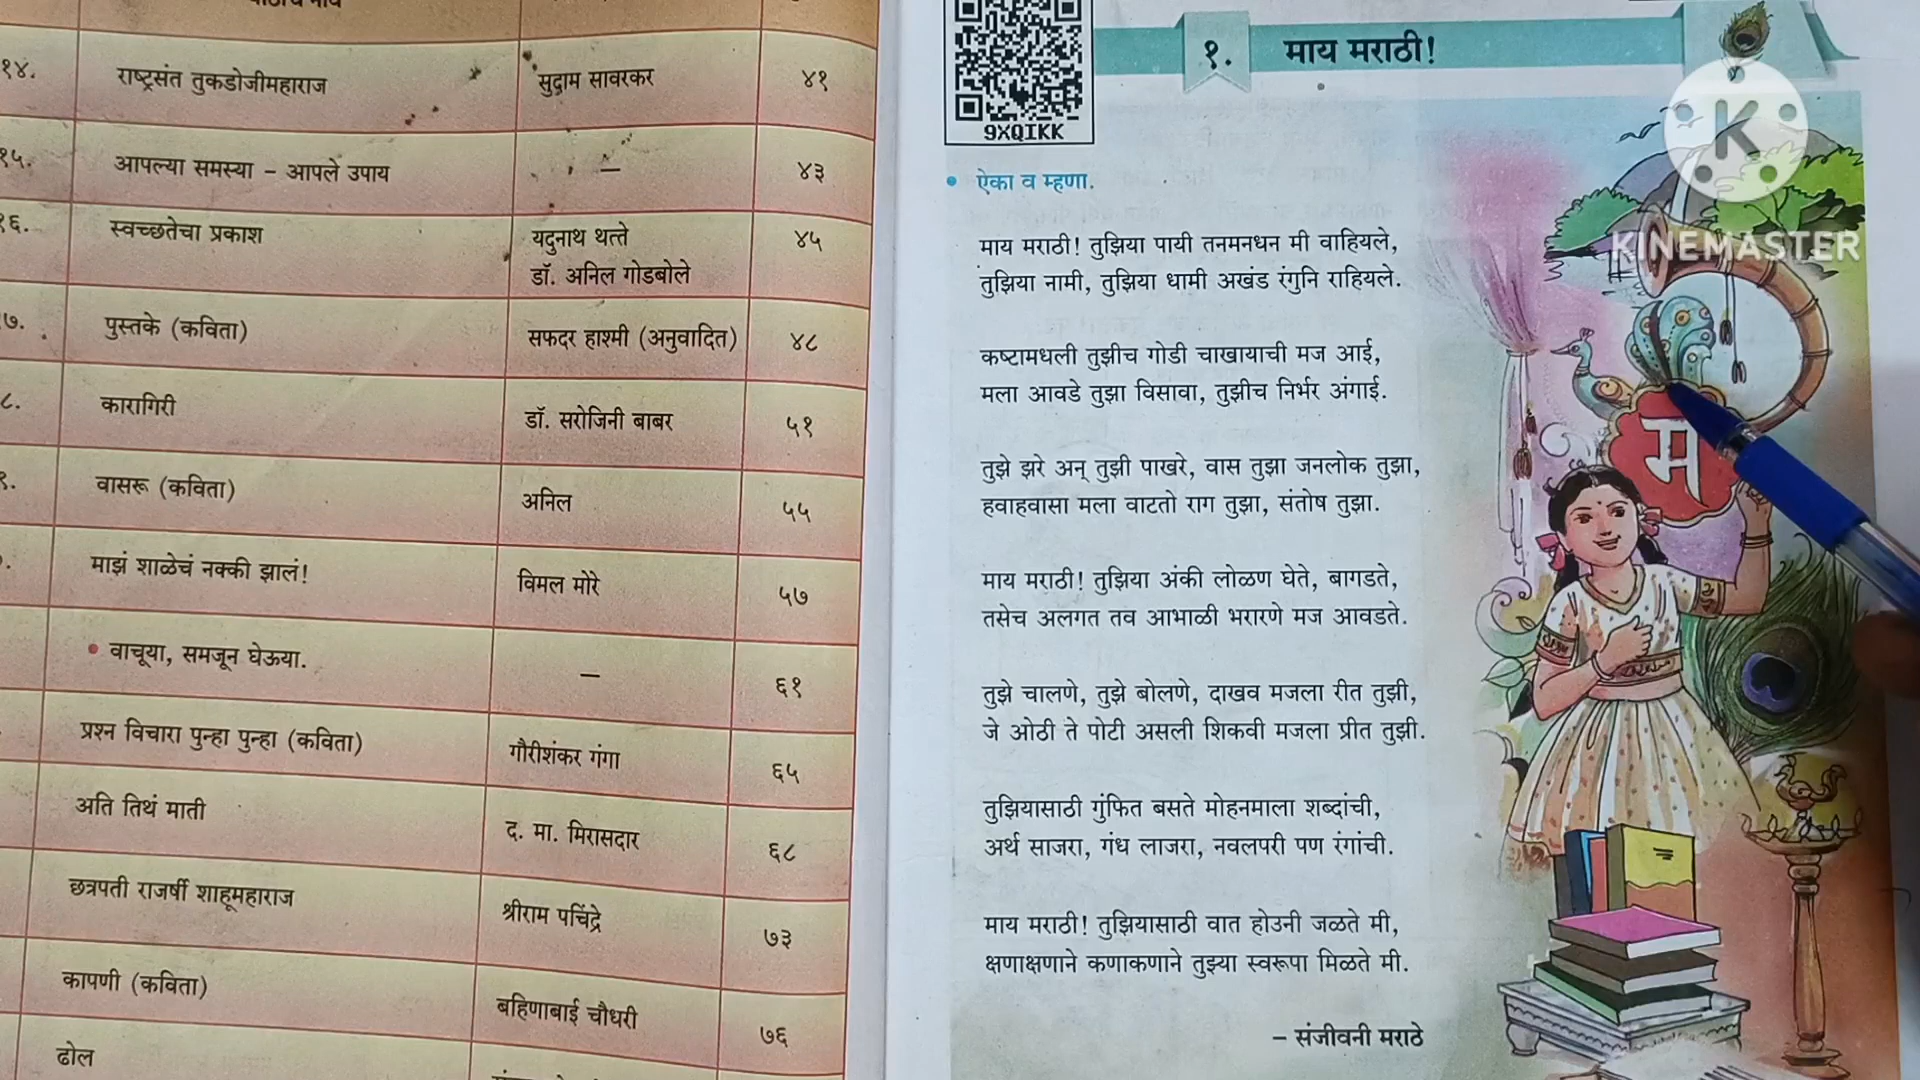 १४. राष्ट्रसंत तुकडोजीमहाराज सुदाम सावरकर ४१
१५. आपल्या समस्या - आपले उपाय — ४३
१६. स्वच्छतेचा प्रकाश यदुनाथ थत्ते ४५
डॉ. अनिल गोडबोले
७. पुस्तके (कविता) सफदर हाश्मी (अनुवादित) ४८
८. कारागिरी डॉ. सरोजिनी बाबर ५१
९. वासरू (कविता) अनिल ५५
माझं शाळेचं नक्की झालं! विमल मोरे ५७
• वाचूया, समजून घेऊया. — ६१
प्रश्न विचारा पुन्हा पुन्हा (कविता) गौरीशंकर गंगा ६५
अति तिथं माती द. मा. मिरासदार ६८
छत्रपती राजर्षी शाहूमहाराज श्रीराम पचिंद्रे ७३
कापणी (कविता) बहिणाबाई चौधरी ७६
ढोल
9XQIKK
१. माय मराठी!
• ऐका व म्हणा.
माय मराठी! तुझिया पायी तनमनधन मी वाहियले,
तुझिया नामी, तुझिया धामी अखंड रंगुनि राहियले.
कष्टामधली तुझीच गोडी चाखायाची मज आई,
मला आवडे तुझा विसावा, तुझीच निर्भर अंगाई.
तुझे झरे अन् तुझी पाखरे, वास तुझा जनलोक तुझा,
हवाहवासा मला वाटतो राग तुझा, संतोष तुझा.
माय मराठी! तुझिया अंकी लोळण घेते, बागडते,
तसेच अलगत तव आभाळी भरारणे मज आवडते.
तुझे चालणे, तुझे बोलणे, दाखव मजला रीत तुझी,
जे ओठी ते पोटी असली शिकवी मजला प्रीत तुझी.
तुझियासाठी गुंफित बसते मोहनमाला शब्दांची,
अर्थ साजरा, गंध लाजरा, नवलपरी पण रंगांची.
माय मराठी! तुझियासाठी वात होउनी जळते मी,
क्षणाक्षणाने कणाकणाने तुझ्या स्वरूपा मिळते मी.
– संजीवनी मराठे
म
K
KINEMASTER